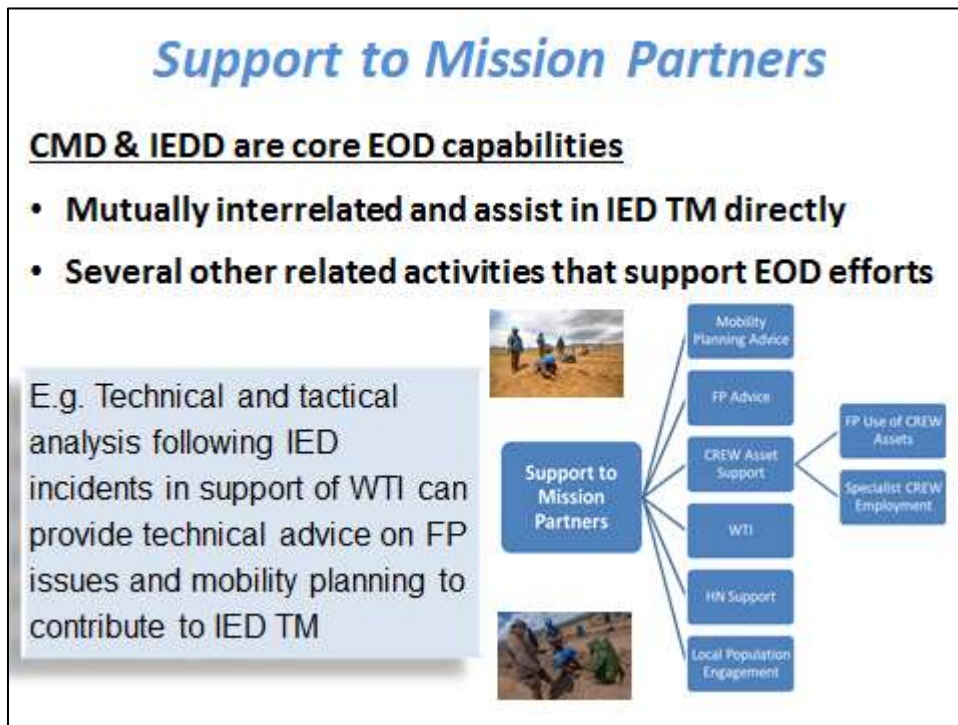 Support to Mission Partners
CMD & IEDD are core EOD capabilities
• Mutually interrelated and assist in IED TM directly
• Several other related activities that support EOD efforts
E.g. Technical and tactical
analysis following IED
incidents in support of WTI can
provide technical advice on FP
issues and mobility planning to
contribute to IED TM
Support to
Mission
Partners
Mobility
Planning Advice
FP Advice
CREW Asset
Support
WTI
HN Support
Local Population
Engagement
FP Use of CREW
Assets
Specialist CREW
Employment